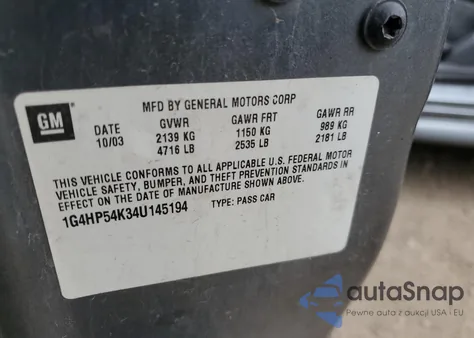 GM
MFD BY GENERAL MOTORS CORP
DATE GVWR GAWR FRT GAWR RR
10/03 2139 KG 1150 KG 989 KG
4716 LB 2535 LB 2181 LB
THIS VEHICLE CONFORMS TO ALL APPLICABLE U.S. FEDERAL MOTOR
VEHICLE SAFETY, BUMPER, AND THEFT PREVENTION STANDARDS IN
EFFECT ON THE DATE OF MANUFACTURE SHOWN ABOVE.
1G4HP54K34U145194 TYPE: PASS CAR
autoSnap
Pewne auta z aukcji USA - EU